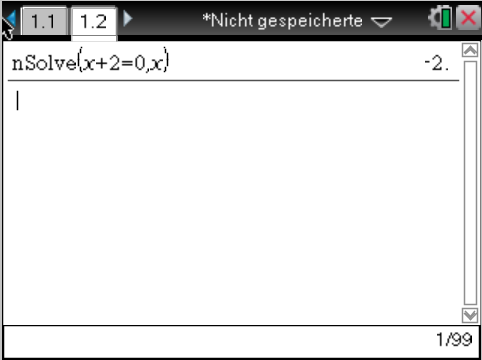 1.1 1.2 *Nicht gespeicherte
nSolve(x+2=0,x) -2.
1/99